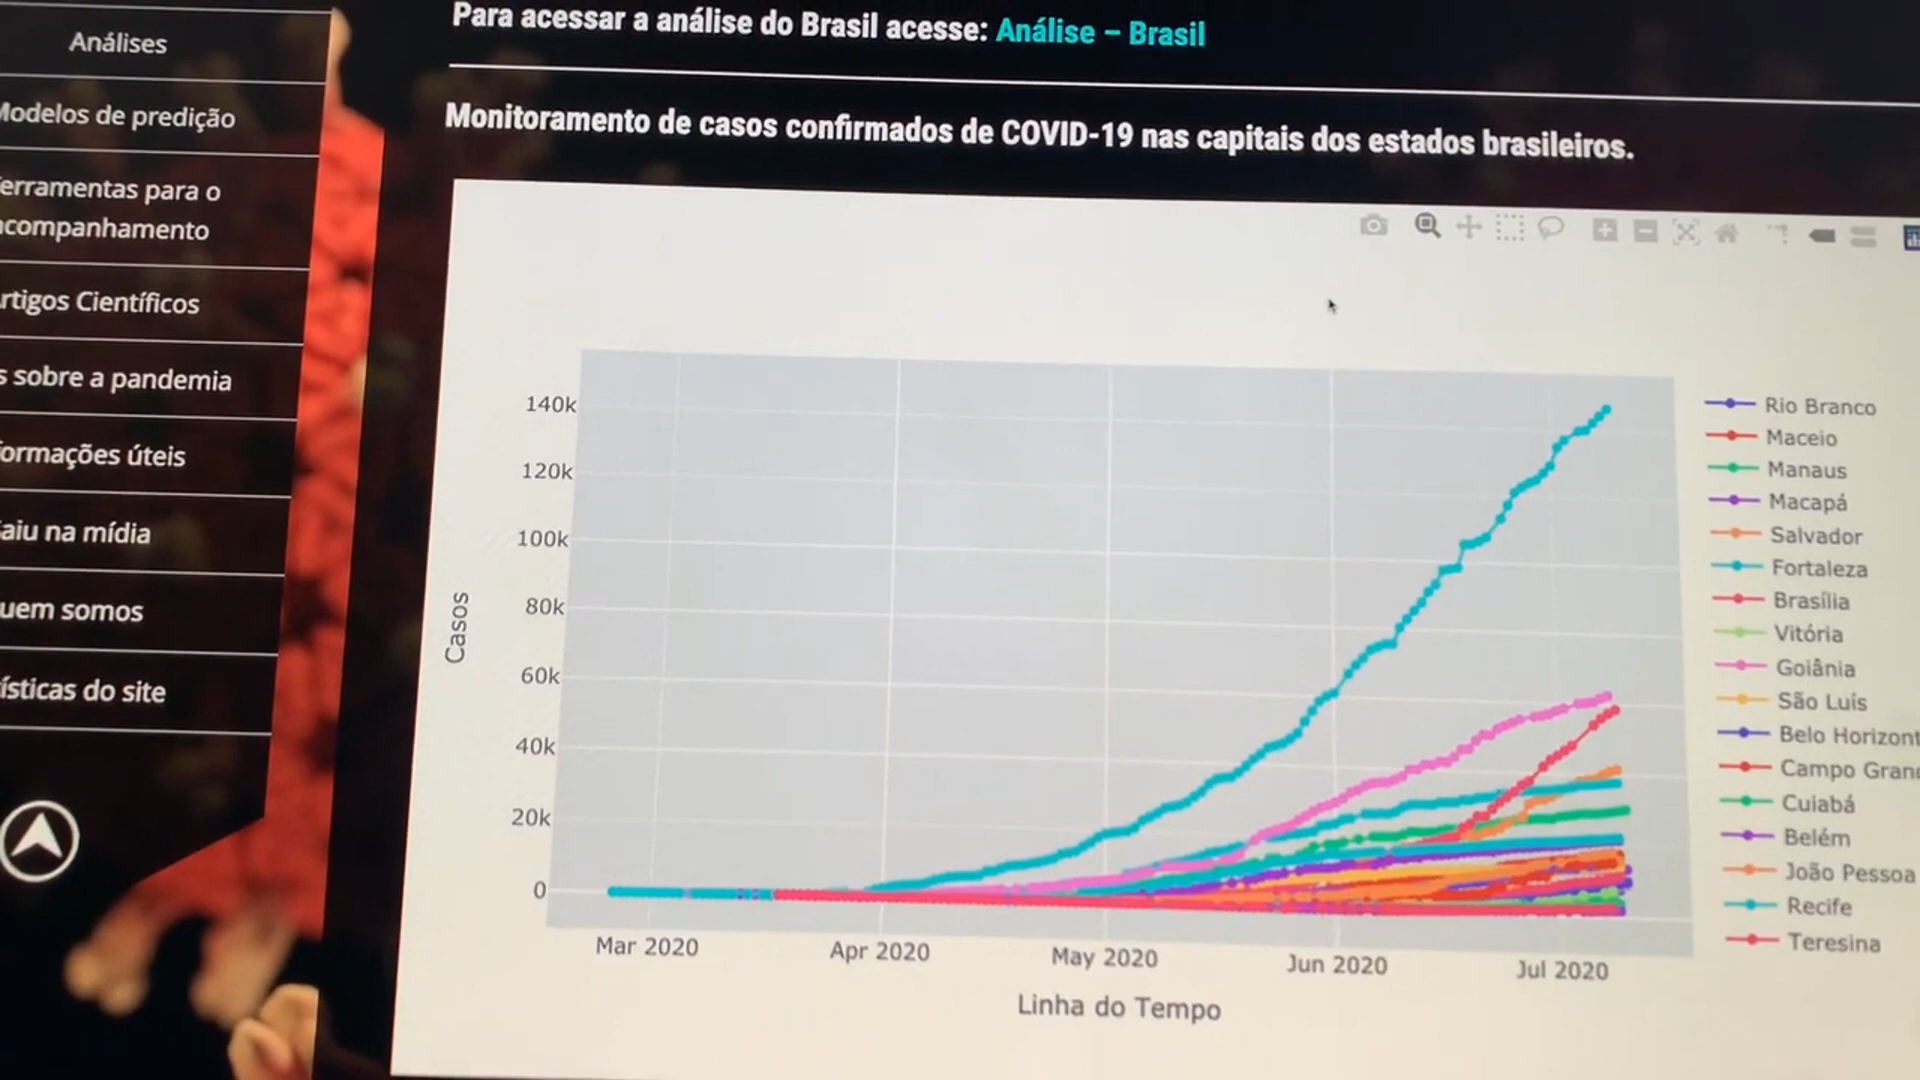 Análises
Modelos de predição
erramentas para o
companhamento
rtigos Científicos
s sobre a pandemia
ormações úteis
aiu na mídia
uem somos
ísticas do site
Para acessar a análise do Brasil acesse: Análise – Brasil
Monitoramento de casos confirmados de COVID-19 nas capitais dos estados brasileiros.
140k
120k
100k
80k
60k
40k
20k
0
Casos
Mar 2020
Apr 2020
May 2020
Jun 2020
Jul 2020
Linha do Tempo
Rio Branco
Maceio
Manaus
Macapá
Salvador
Fortaleza
Brasília
Vitória
Goiânia
São Luís
Belo Horizont
Campo Grand
Cuiabá
Belém
João Pessoa
Recife
Teresina